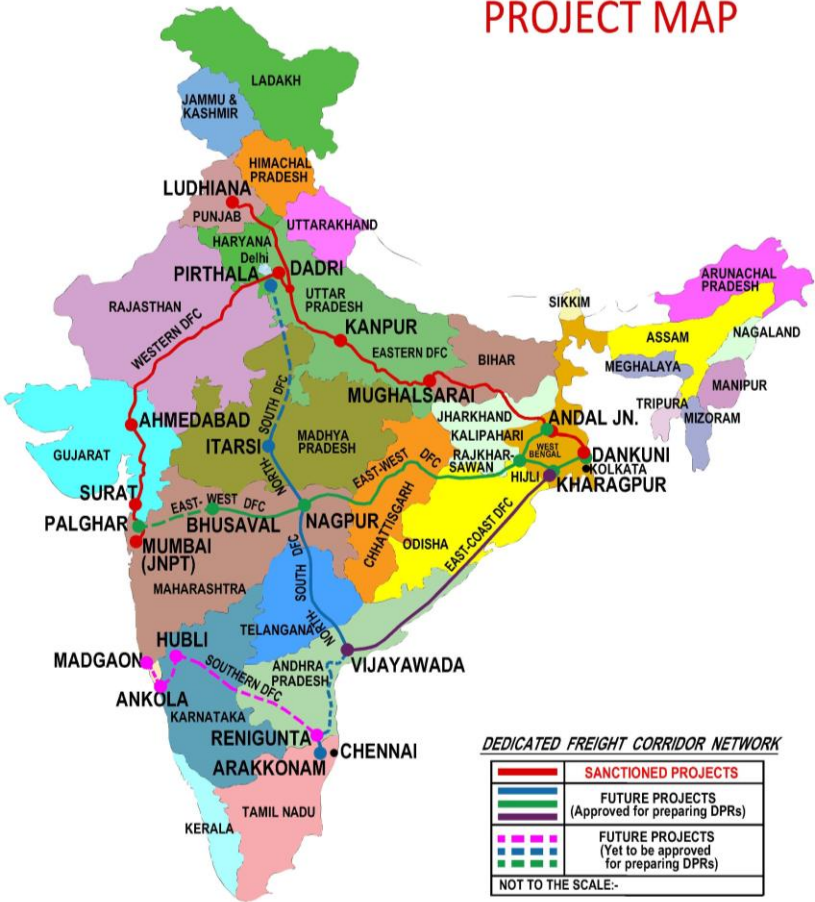 PROJECT MAP
LADAKH
JAMMU &
KASHMIR
HIMACHAL
PRADESH
LUDHIANA
PUNJAB
UTTARAKHAND
HARYANA
Delhi
PIRTHALA
DADRI
UTTAR
PRADESH
RAJASTHAN
WESTERN DFC
KANPUR
EASTERN DFC
BIHAR
SIKKIM
ARUNACHAL
PRADESH
ASSAM
NAGALAND
MEGHALAYA
MANIPUR
TRIPURA
MIZORAM
MUGHALSARAI
JHARKHAND
ANDAL JN.
KALIPAHARI
WEST
BENGAL
DANKUNI
KOLKATA
RAJKHAR-
SAWAN
HIJLI
KHARAGPUR
AHMEDABAD
GUJARAT
ITARSI
MADHYA
PRADESH
NORTH-
SOUTH DFC
EAST-WEST
DFC
SURAT
PALGHAR
EAST-
WEST
DFC
BHUSAVAL
NAGPUR
CHHATTISGARH
ODISHA
EAST-COAST DFC
MUMBAI
(JNPT)
MAHARASHTRA
NORTH-
SOUTH
DFC
TELANGANA
VIJAYAWADA
ANDHRA
PRADESH
HUBLI
MADGAON
ANKOLA
SOUTHERN DFC
KARNATAKA
RENIGUNTA
CHENNAI
ARAKKONAM
TAMIL NADU
KERALA
DEDICATED FREIGHT CORRIDOR NETWORK
SANCTIONED PROJECTS
FUTURE PROJECTS
(Approved for preparing DPRs)
FUTURE PROJECTS
(Yet to be approved
for preparing DPRs)
NOT TO THE SCALE:-